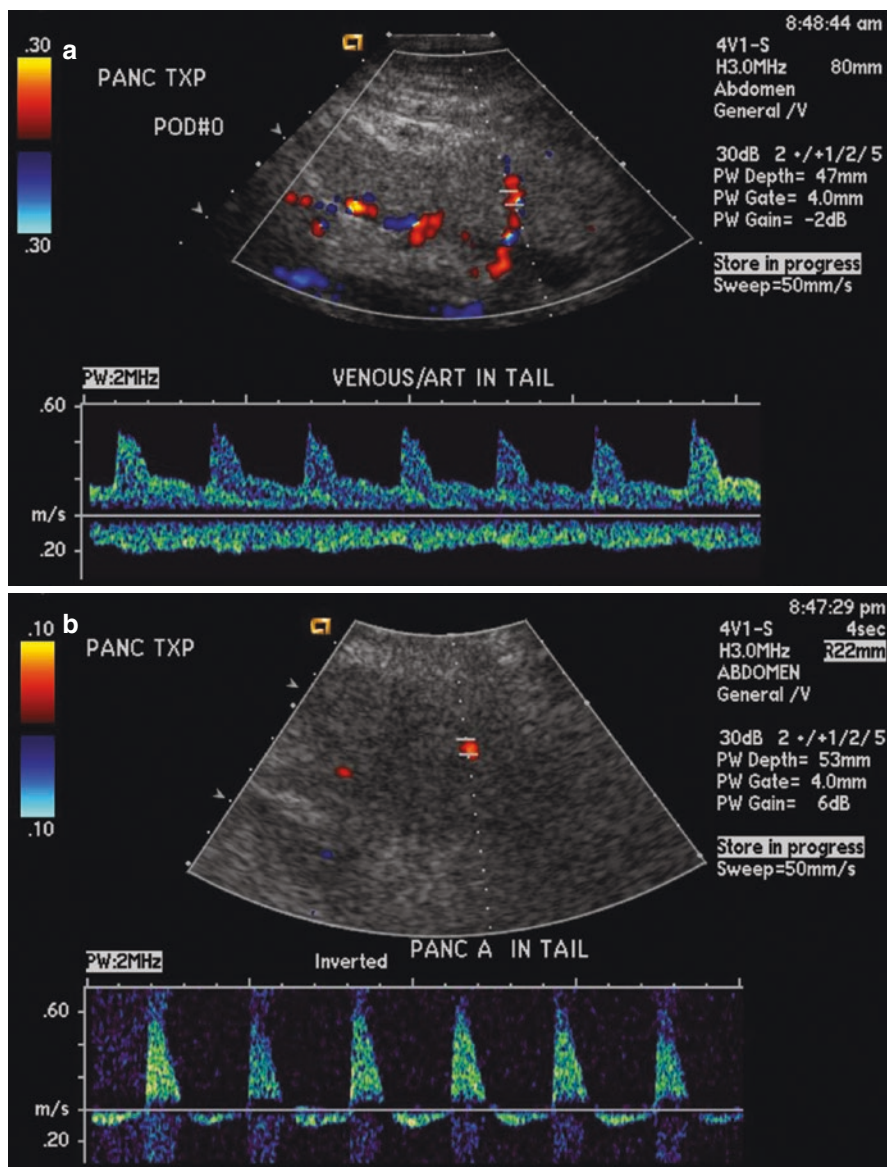 a
8:48:44 am
.30
4V1-S
PANC TXP
H3.0MHz 80mm
Abdomen
General /V
POD#0
30dB 2 •/+1/2/5
PW Depth= 47mm
PW Gate= 4.0mm
PW Gain= -2dB
.30
Store in progress
Sweep=50mm/s
PW:2MHz
VENOUS/ART IN TAIL
.60
m/s
.20
b
8:47:29 pm
.10
4V1-S 4sec
PANC TXP
H3.0MHz R22mm
ABDOMEN
General /V
30dB 2 •/+1/2/5
PW Depth= 53mm
PW Gate= 4.0mm
PW Gain= 6dB
.10
Store in progress
Sweep=50mm/s
PANC A IN TAIL
PW:2MHz
Inverted
.60
m/s
.20